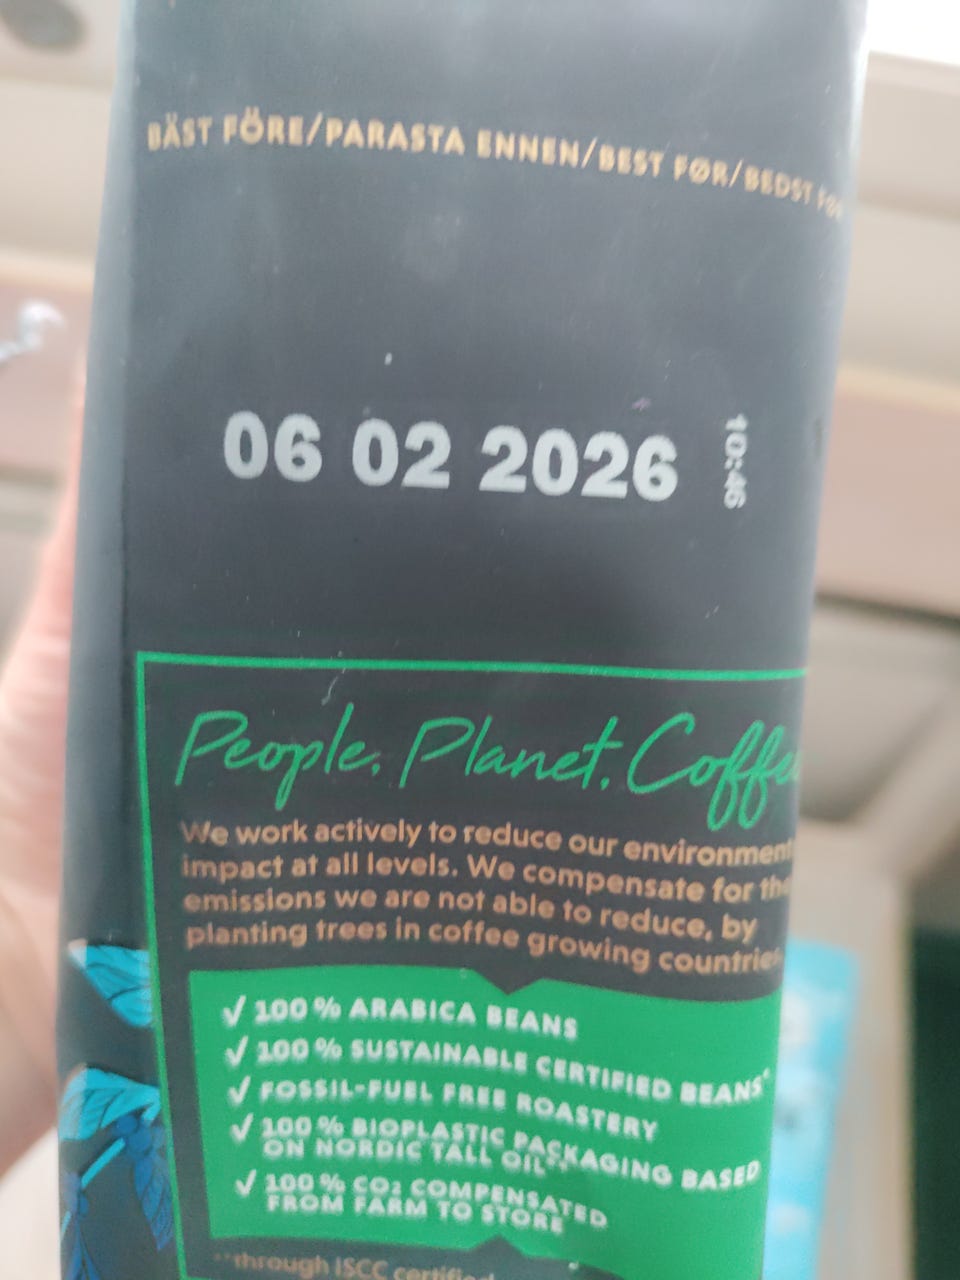 BÄST FÖRE/PARASTA ENNEN/BEST FØR/BEDST
06 02 2026
10:46
People. Planet. Coffee
We work actively to reduce our environment
impact at all levels. We compensate for the
emissions we are not able to reduce, by
planting trees in coffee growing countries
✓ 100 % ARABICA BEANS
✓ 100 % SUSTAINABLE CERTIFIED BEANS*
✓ FOSSIL-FUEL FREE ROASTERY
✓ 100 % BIOPLASTIC PACKAGING BASED
ON NORDIC TALL OIL**
✓ 100 % CO₂ COMPENSATED
FROM FARM TO STORE
**through ISCC certified